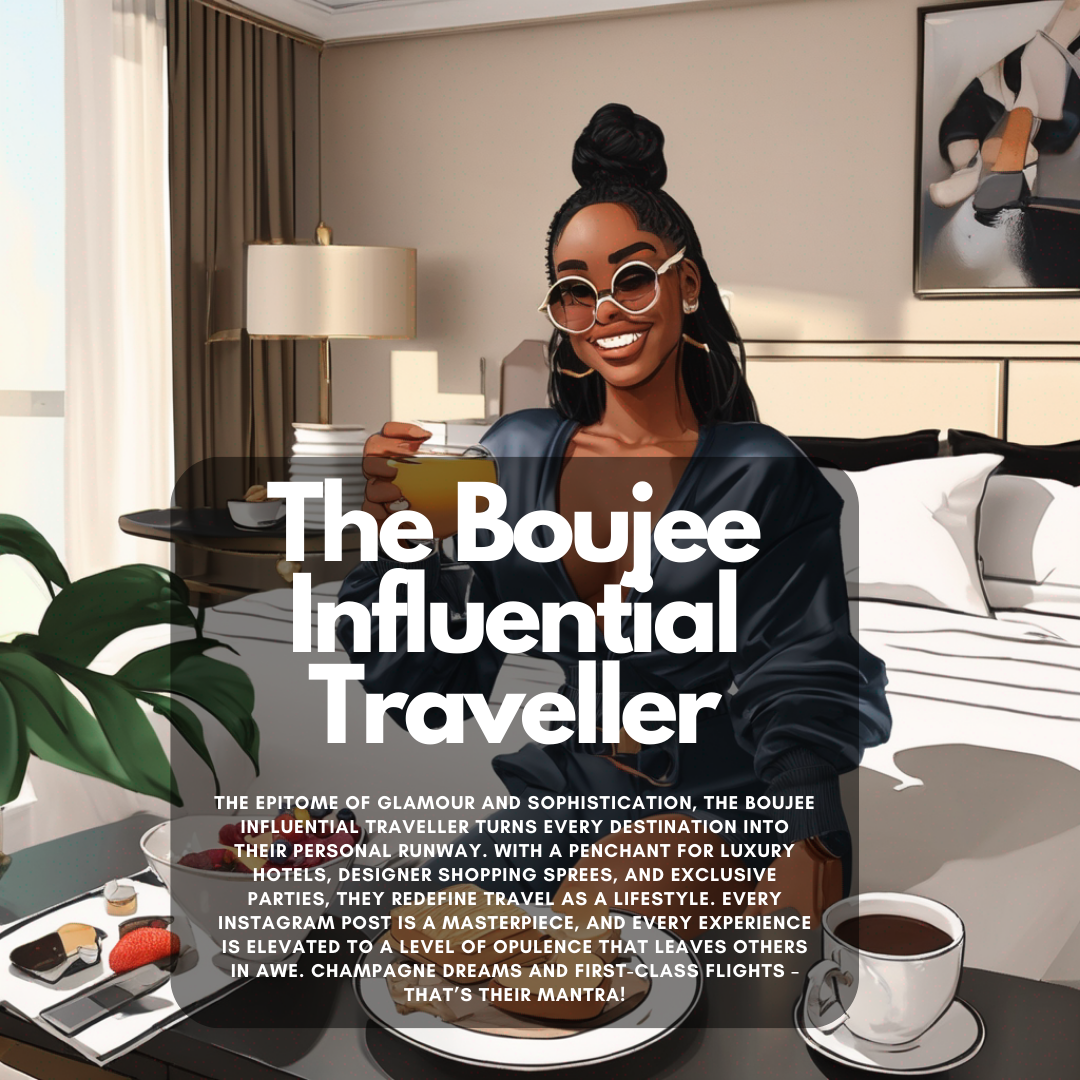 The Boujee
Influential
Traveller
THE EPITOME OF GLAMOUR AND SOPHISTICATION, THE BOUJEE
INFLUENTIAL TRAVELLER TURNS EVERY DESTINATION INTO
THEIR PERSONAL RUNWAY. WITH A PENCHANT FOR LUXURY
HOTELS, DESIGNER SHOPPING SPREES, AND EXCLUSIVE
PARTIES, THEY REDEFINE TRAVEL AS A LIFESTYLE. EVERY
INSTAGRAM POST IS A MASTERPIECE, AND EVERY EXPERIENCE
IS ELEVATED TO A LEVEL OF OPULENCE THAT LEAVES OTHERS
IN AWE. CHAMPAGNE DREAMS AND FIRST-CLASS FLIGHTS –
THAT'S THEIR MANTRA!